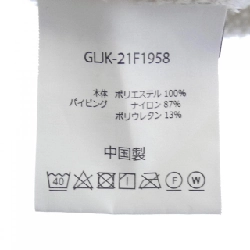 GUK-21F1958
本体 ポリエステル 100%
パイピング ナイロン 87%
ポリウレタン 13%
中国製
40 F W